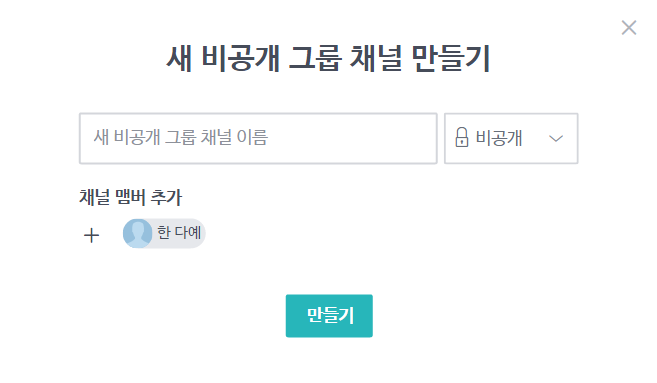 새 비공개 그룹 채널 만들기
새 비공개 그룹 채널 이름
비공개
채널 맴버 추가
한 다예
만들기